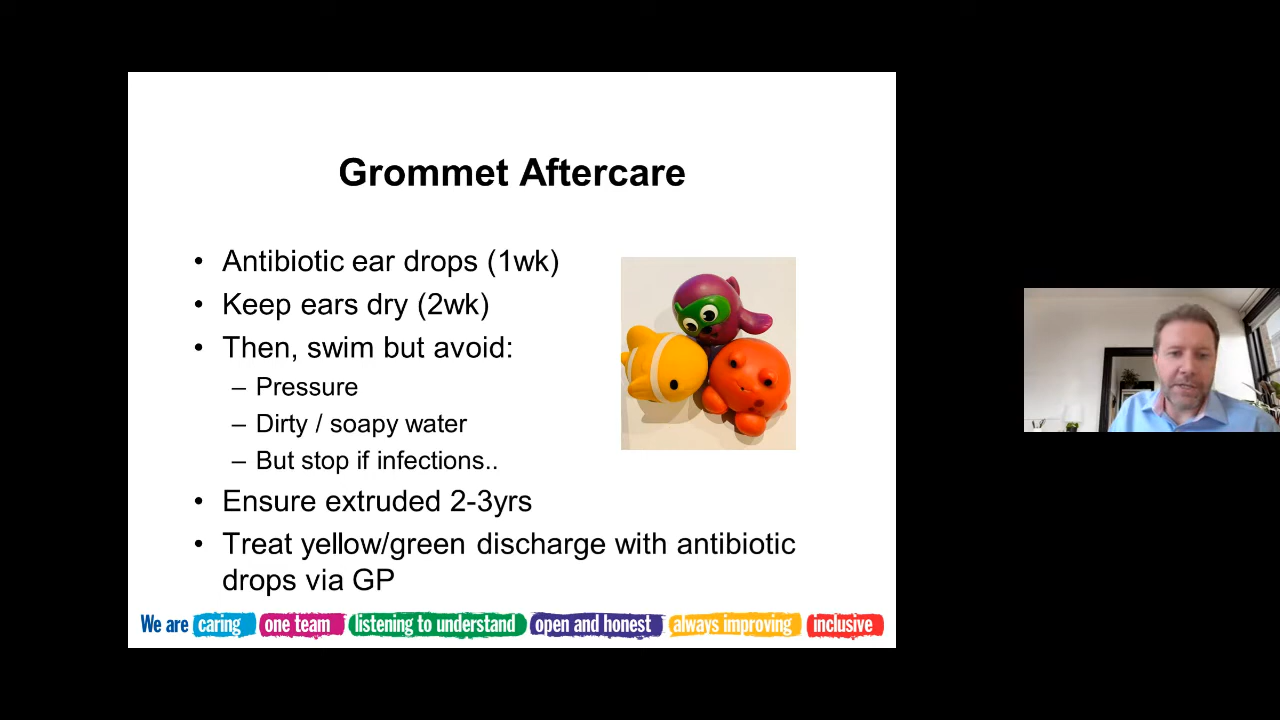 Grommet Aftercare
• Antibiotic ear drops (1wk)
• Keep ears dry (2wk)
• Then, swim but avoid:
– Pressure
– Dirty / soapy water
– But stop if infections..
• Ensure extruded 2-3yrs
• Treat yellow/green discharge with antibiotic
drops via GP
We are caring one team listening to understand open and honest always improving inclusive